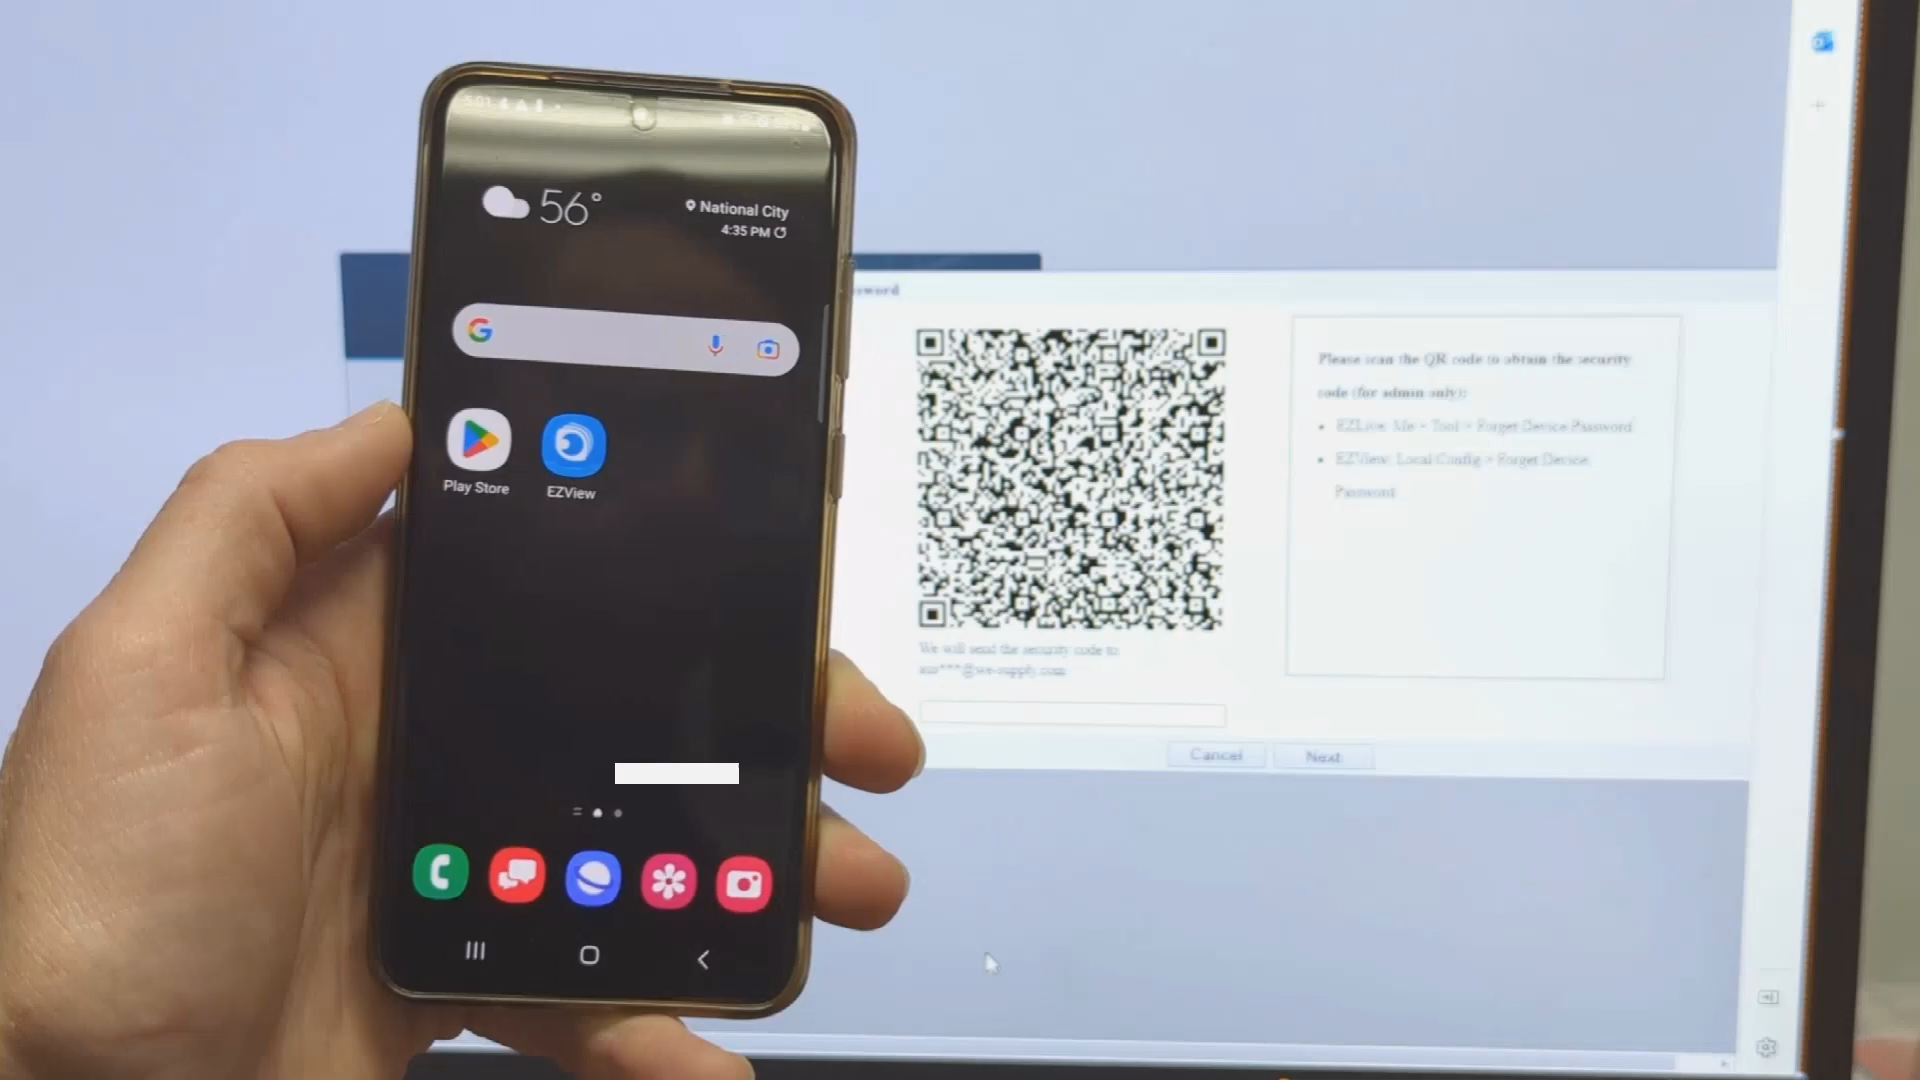 5:01
56°
National City
4:35 PM
Play Store
EZView
Please scan the QR code to obtain the security
code (for admin only):
• EZLive: Me > Tool > Forget Device Password
• EZView: Local Config > Forget Device
Password
We will send the security code to
Cancel
Next